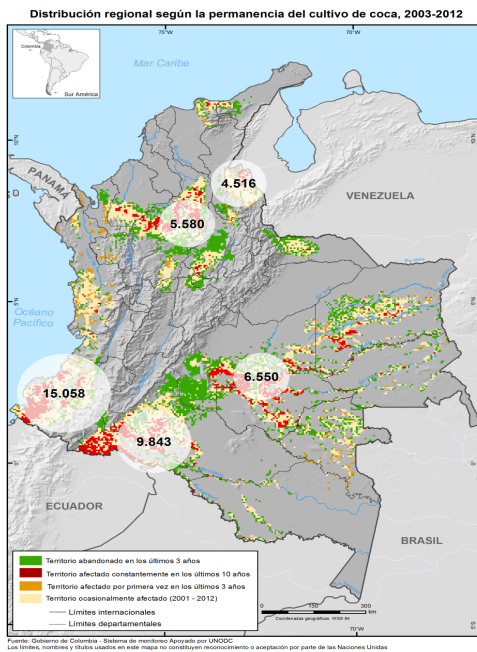 Distribución regional según la permanencia del cultivo de coca, 2003-2012
75°W
70°W
Colombia
Sur América
Mar Caribe
10°N
PANAMÁ
4.516
VENEZUELA
5.580
5°N
Océano
Pacífico
15.058
6.550
9.843
ECUADOR
BRASIL
Territorio abandonado en los últimos 3 años
Territorio afectado constantemente en los últimos 10 años
Territorio afectado por primera vez en los últimos 3 años
Territorio ocasionalmente afectado (2001 - 2012)
Límites internacionales
Límites departamentales
0 150 300
km
Coordenadas geográficas WGS 84
75°W
70°W
Fuente: Gobierno de Colombia - Sistema de monitoreo Apoyado por UNODC
Los límites, nombres y títulos usados en este mapa no constituyen reconocimiento o aceptación por parte de las Naciones Unidas